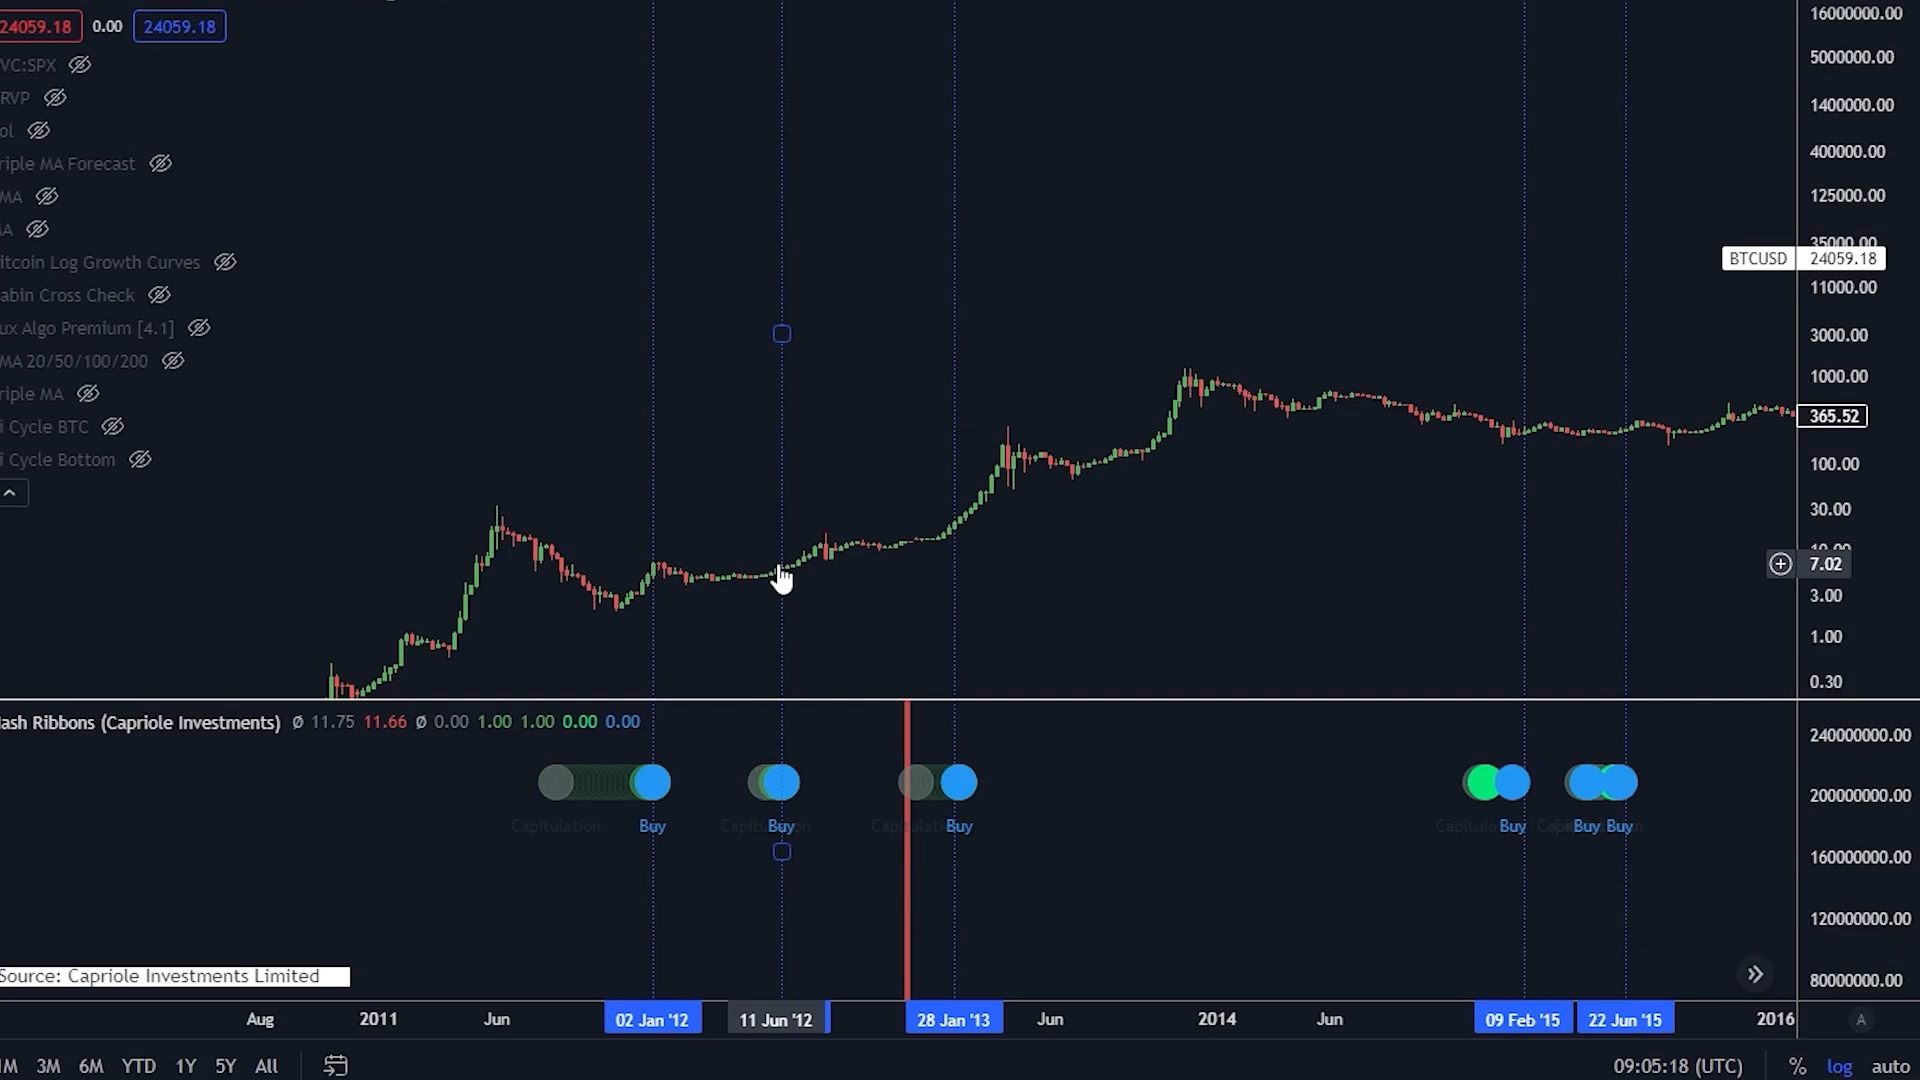 24059.18 0.00 24059.18
VC:SPX
RVP
ol
riple MA Forecast
MA
A
itcoin Log Growth Curves
abin Cross Check
ux Algo Premium [4.1]
MA 20/50/100/200
riple MA
i Cycle BTC
i Cycle Bottom
16000000.00
5000000.00
1400000.00
400000.00
125000.00
35000.00
BTCUSD 24059.18
11000.00
3000.00
1000.00
365.52
100.00
30.00
10.00
7.02
3.00
1.00
0.30
ash Ribbons (Capriole Investments) Ø 11.75 11.66 Ø 0.00 1.00 1.00 0.00 0.00
240000000.00
200000000.00
Capitulation Buy Buy Buy Buy Buy Buy
160000000.00
120000000.00
Source: Capriole Investments Limited
80000000.00
Aug 2011 Jun 02 Jan '12 11 Jun '12 28 Jan '13 Jun 2014 Jun 09 Feb '15 22 Jun '15 2016 A
1M 3M 6M YTD 1Y 5Y All 09:05:18 (UTC) % log auto